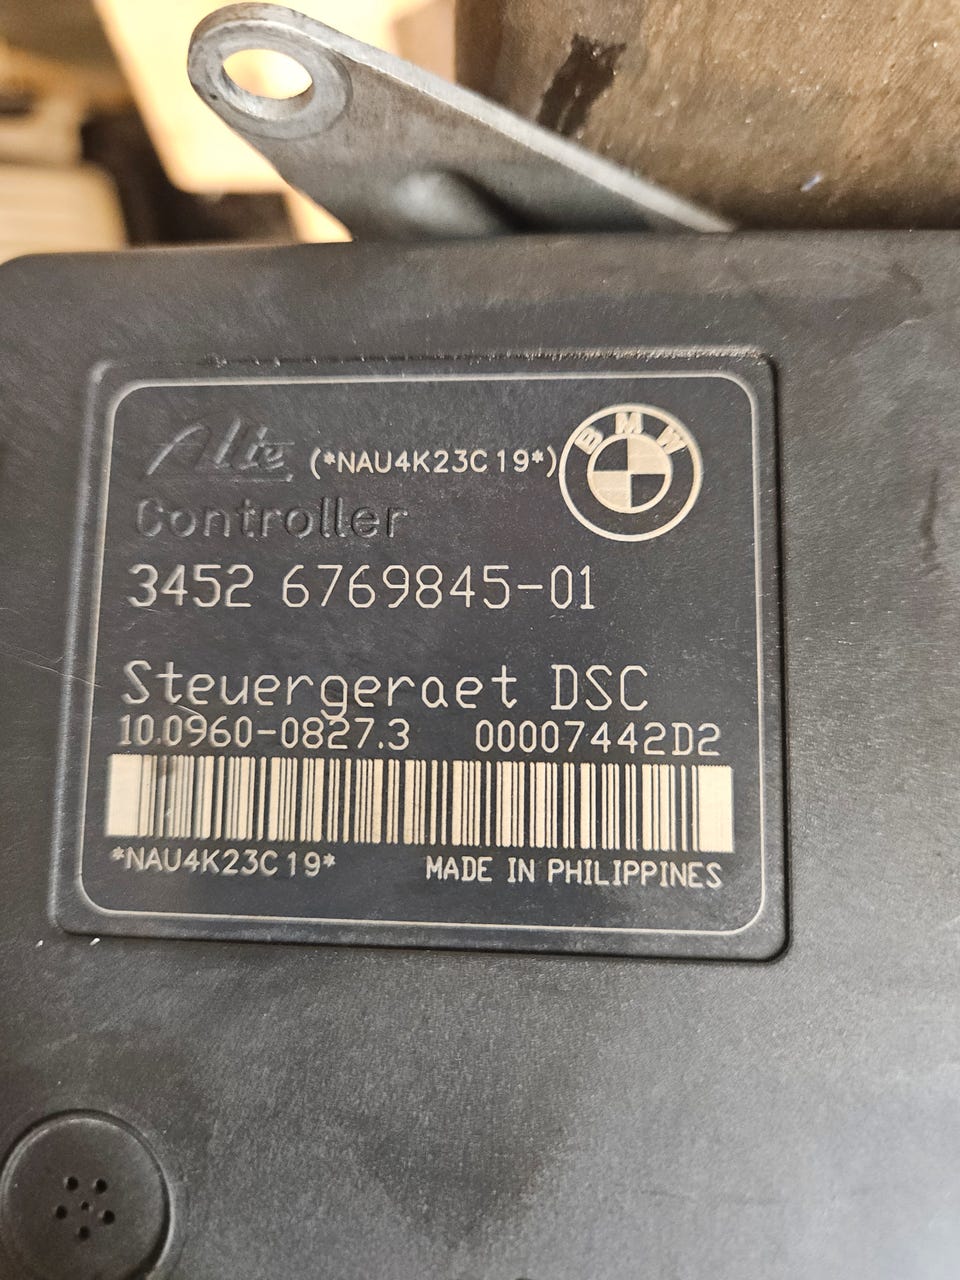 Ate (*NAU4K23C19*) BMW
Controller
3452 6769845-01
Steuergeraet DSC
10.0960-0827.3 00007442D2
*NAU4K23C19* MADE IN PHILIPPINES